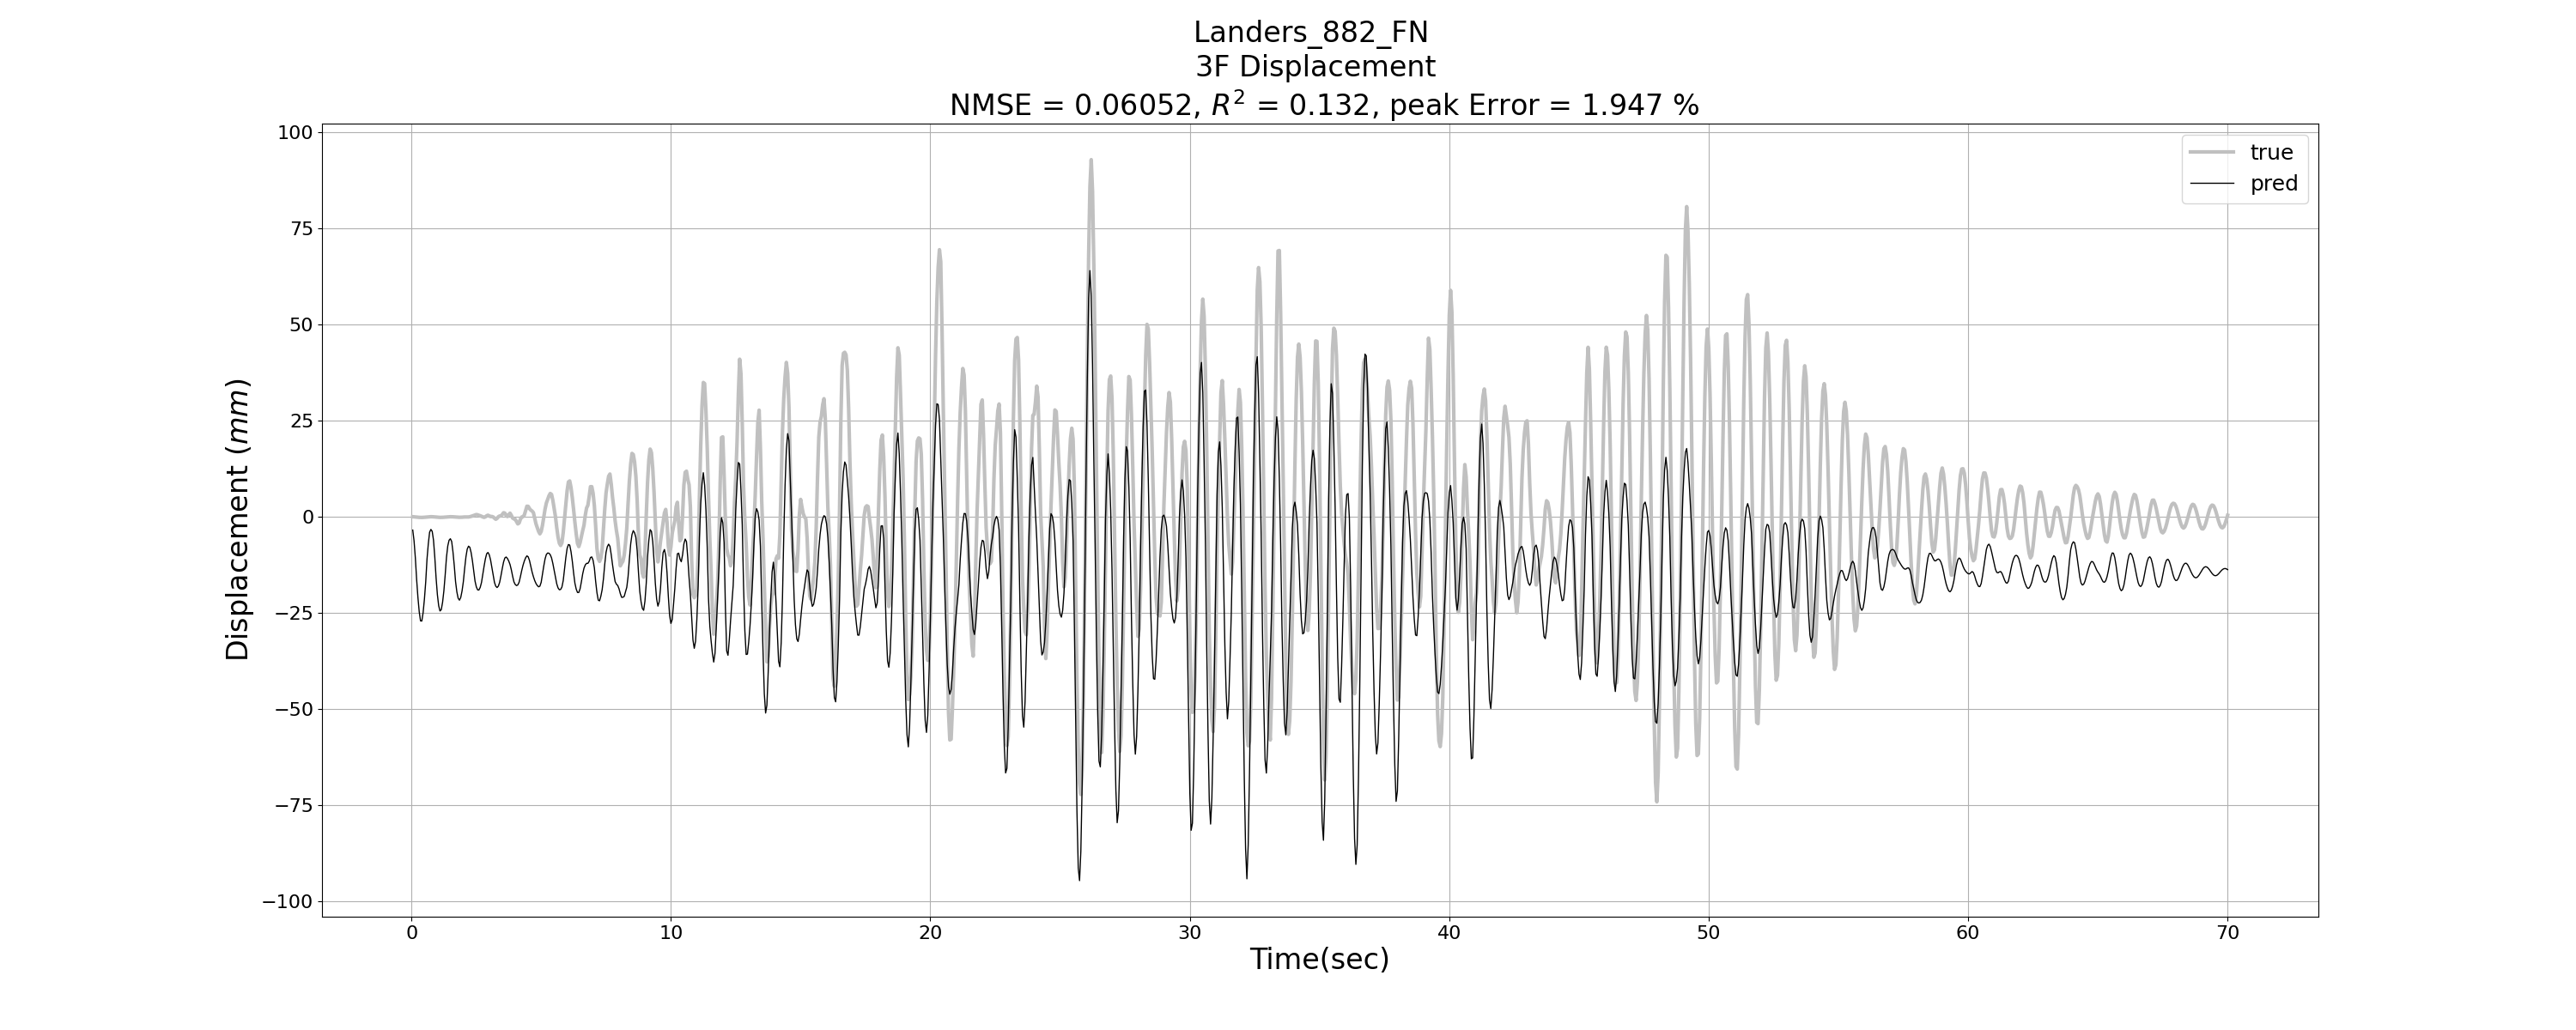 Landers_882_FN
3F Displacement
NMSE = 0.06052, R² = 0.132, peak Error = 1.947 %
100
75
50
25
0
−25
−50
−75
−100
Displacement (mm)
true
pred
0 10 20 30 40 50 60 70
Time(sec)